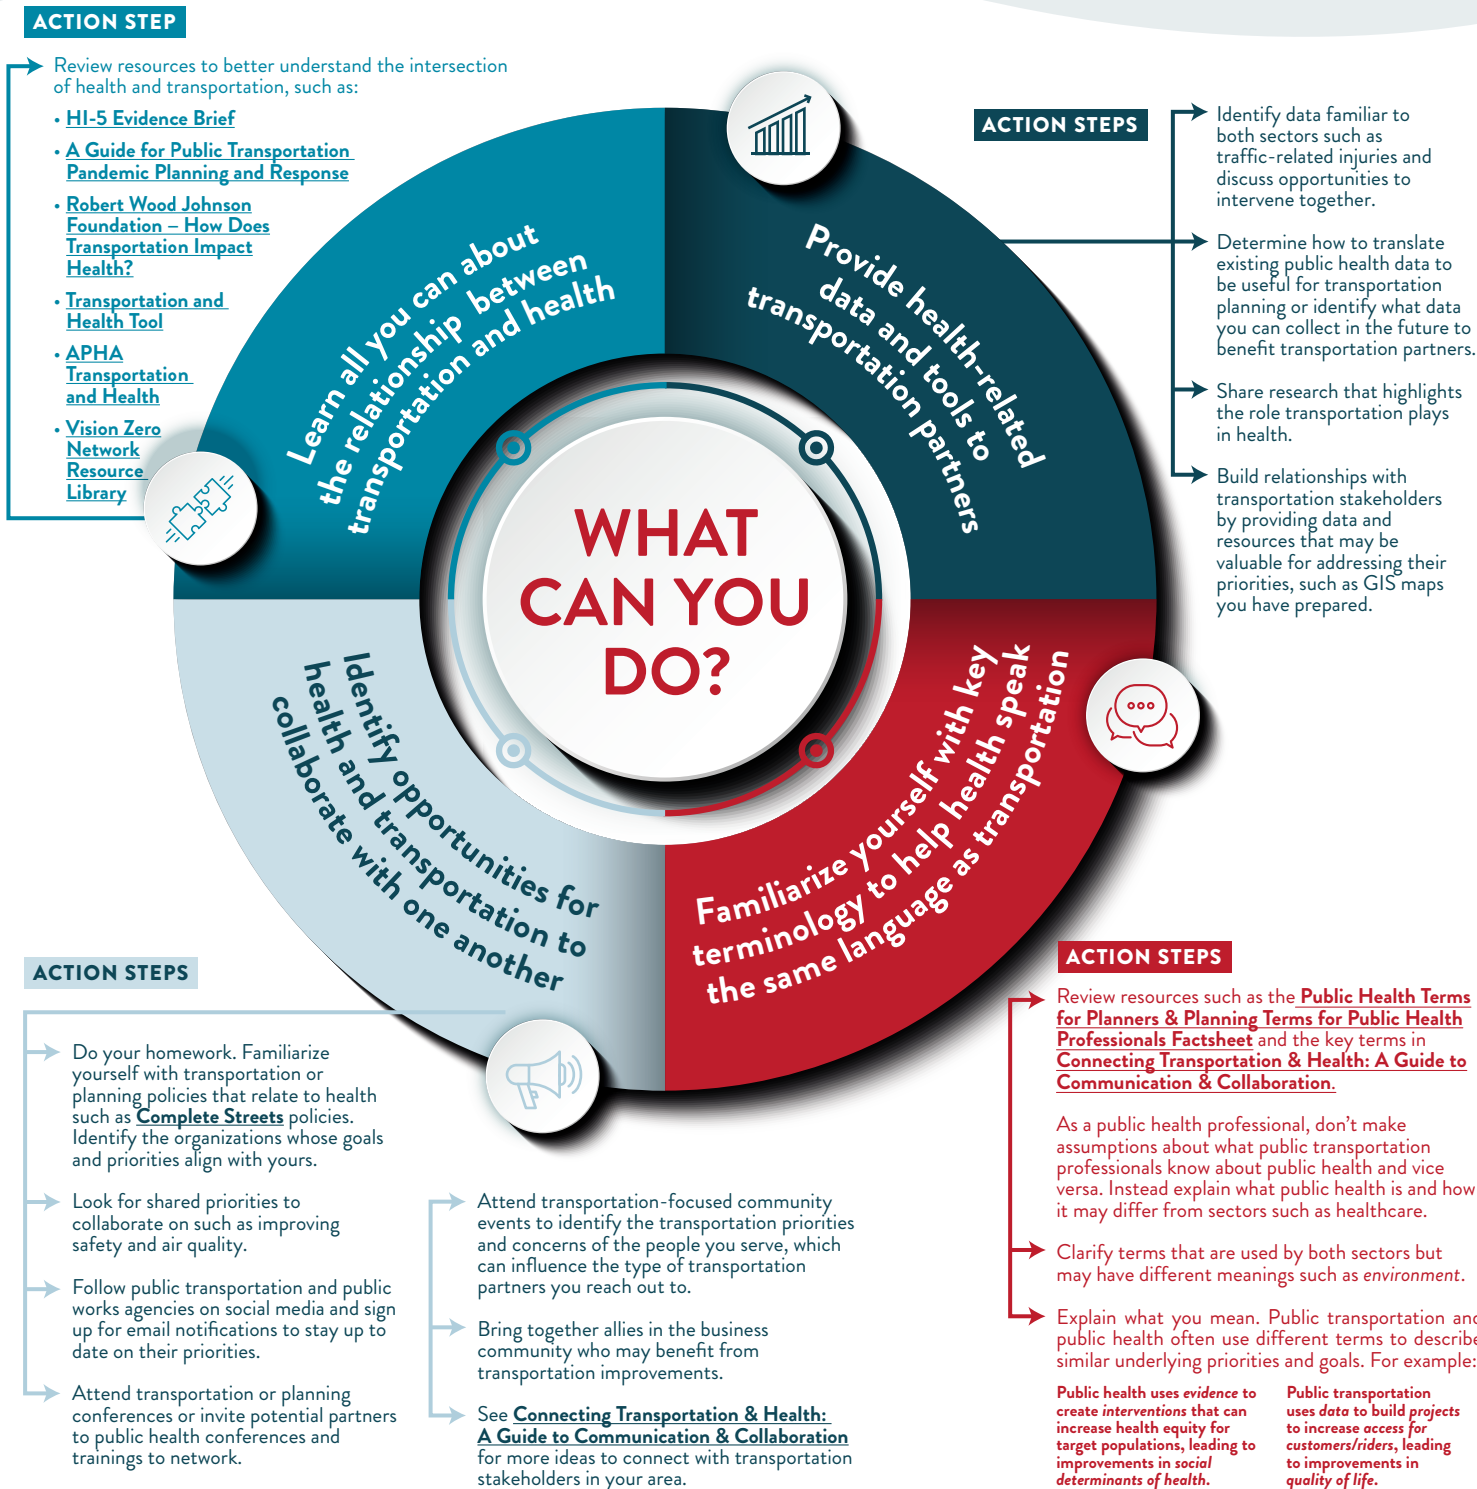 ACTION STEP
Review resources to better understand the intersection
of health and transportation, such as:
• HI-5 Evidence Brief
• A Guide for Public Transportation
Pandemic Planning and Response
• Robert Wood Johnson
Foundation – How Does
Transportation Impact
Health?
• Transportation and
Health Tool
• APHA
Transportation
and Health
• Vision Zero
Network
Resource
Library
Learn all you can about
the relationship between
transportation and health
Provide health-related
data and tools to
transportation partners
ACTION STEPS
Identify data familiar to
both sectors such as
traffic-related injuries and
discuss opportunities to
intervene together.
Determine how to translate
existing public health data to
be useful for transportation
planning or identify what data
you can collect in the future to
benefit transportation partners.
Share research that highlights
the role transportation plays
in health.
Build relationships with
transportation stakeholders
by providing data and
resources that may be
valuable for addressing their
priorities, such as GIS maps
you have prepared.
WHAT
CAN YOU
DO?
Identify opportunities for
health and transportation to
collaborate with one another
Familiarize yourself with key
terminology to help health speak
the same language as transportation
ACTION STEPS
Do your homework. Familiarize
yourself with transportation or
planning policies that relate to health
such as Complete Streets policies.
Identify the organizations whose goals
and priorities align with yours.
Look for shared priorities to
collaborate on such as improving
safety and air quality.
Follow public transportation and public
works agencies on social media and sign
up for email notifications to stay up to
date on their priorities.
Attend transportation or planning
conferences or invite potential partners
to public health conferences and
trainings to network.
Attend transportation-focused community
events to identify the transportation priorities
and concerns of the people you serve, which
can influence the type of transportation
partners you reach out to.
Bring together allies in the business
community who may benefit from
transportation improvements.
See Connecting Transportation & Health:
A Guide to Communication & Collaboration
for more ideas to connect with transportation
stakeholders in your area.
ACTION STEPS
Review resources such as the Public Health Terms
for Planners & Planning Terms for Public Health
Professionals Factsheet and the key terms in
Connecting Transportation & Health: A Guide to
Communication & Collaboration.
As a public health professional, don't make
assumptions about what public transportation
professionals know about public health and vice
versa. Instead explain what public health is and how
it may differ from sectors such as healthcare.
Clarify terms that are used by both sectors but
may have different meanings such as environment.
Explain what you mean. Public transportation and
public health often use different terms to describe
similar underlying priorities and goals. For example:
Public health uses evidence to
create interventions that can
increase health equity for
target populations, leading to
improvements in social
determinants of health.
Public transportation
uses data to build projects
to increase access for
customers/riders, leading
to improvements in
quality of life.